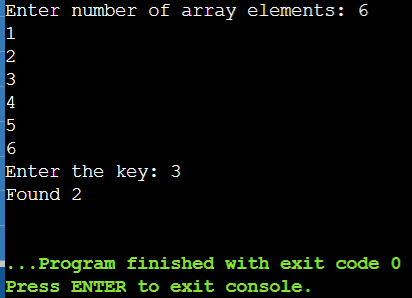 Enter number of array elements: 6
1
2
3
4
5
6
Enter the key: 3
Found 2
...Program finished with exit code 0
Press ENTER to exit console.